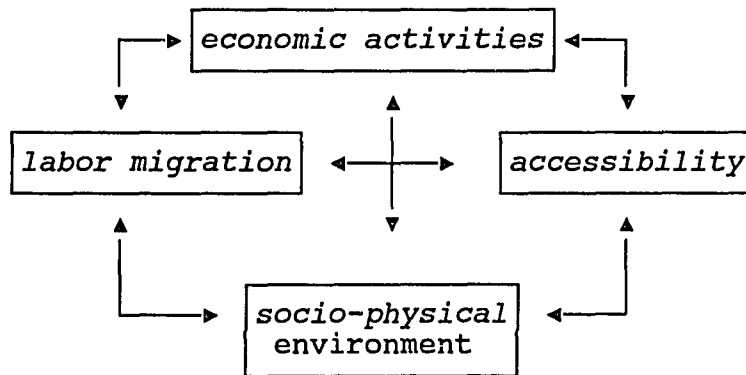 economic activities
labor migration
accessibility
socio-physical
environment